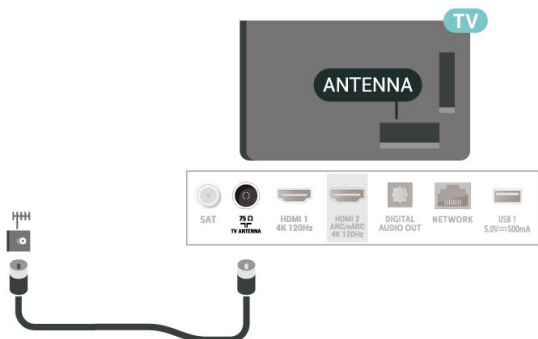 TV
ANTENNA
SAT
75 Ω
TV ANTENNA
HDMI 1
4K 120Hz
HDMI 2
ARC/eARC
4K 120Hz
DIGITAL
AUDIO OUT
NETWORK
USB 1
5.0V⎓500mA